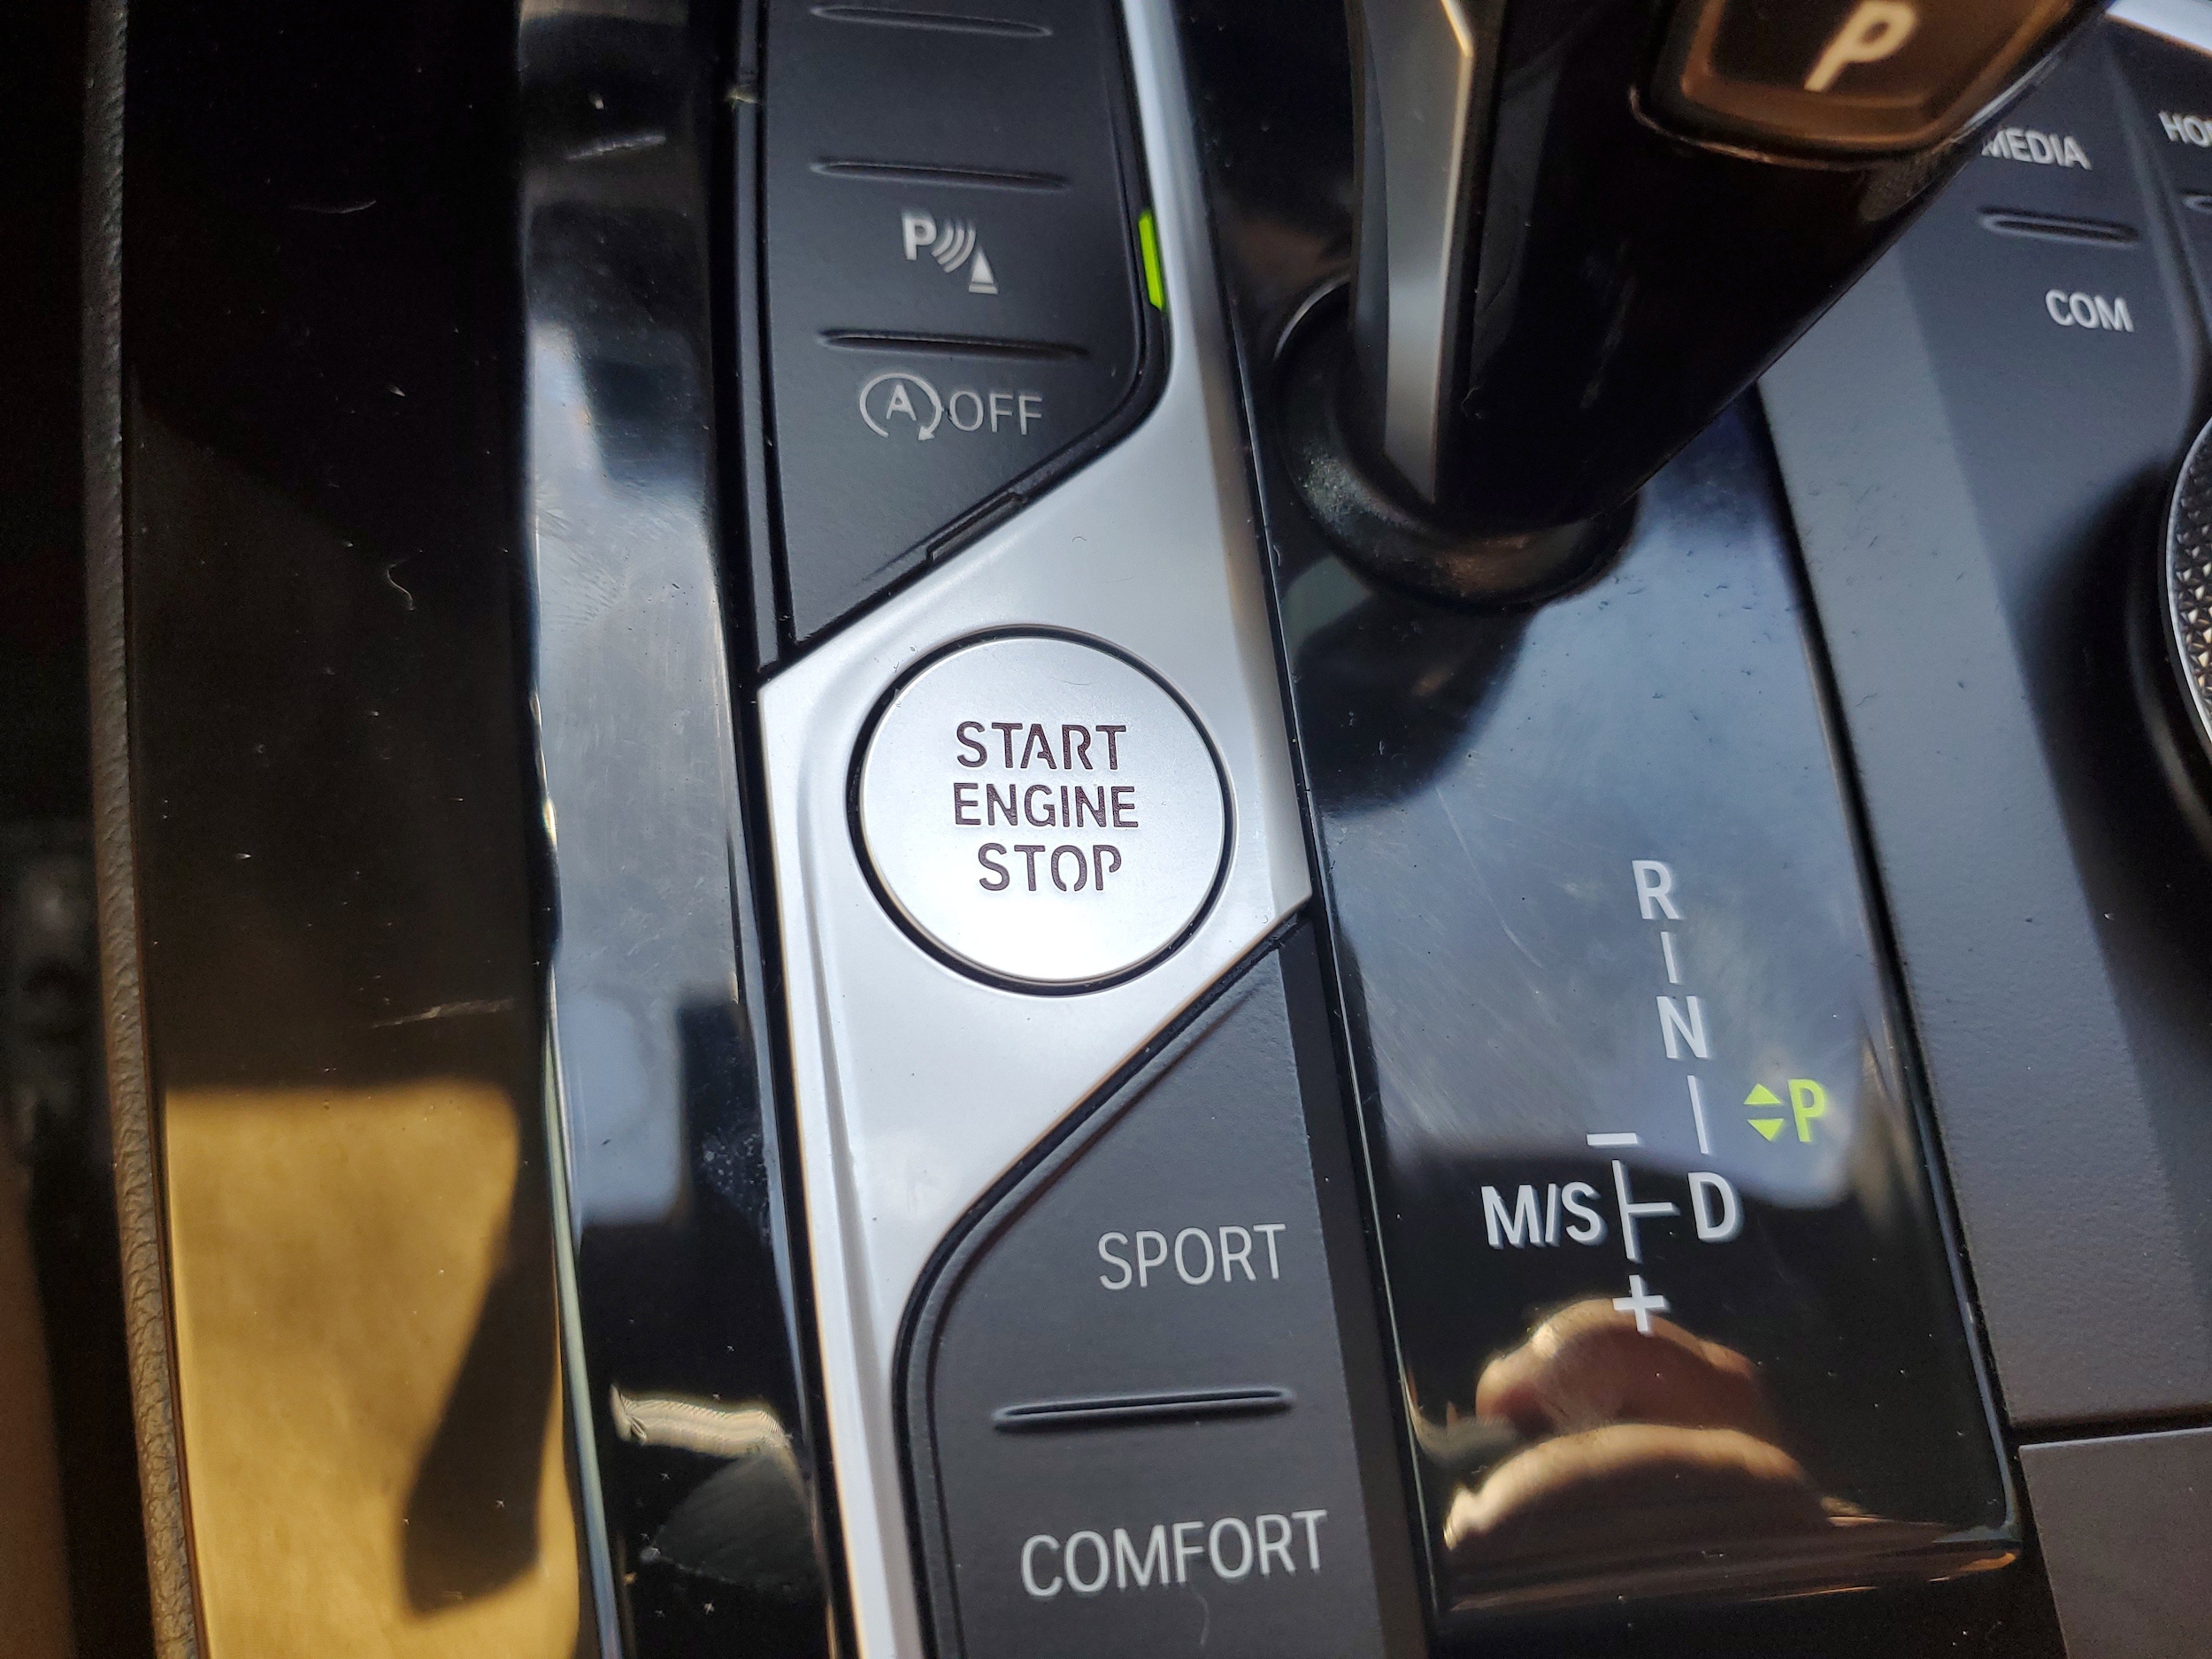 P
MEDIA
COM
P
A OFF
START
ENGINE
STOP
R
N
P
M/S D
SPORT
COMFORT